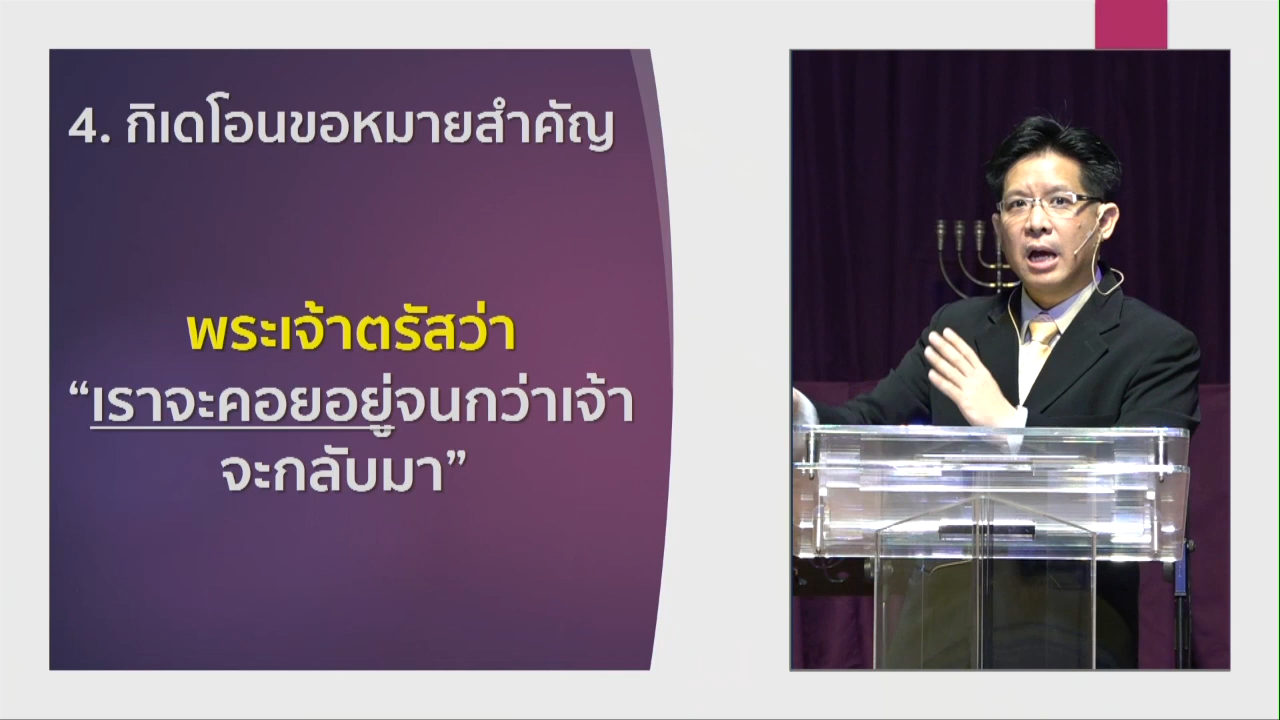 4. กิเดโอนขอหมายสำคัญ
พระเจ้าตรัสว่า
“เราจะคอยอยู่จนกว่าเจ้า
จะกลับมา”